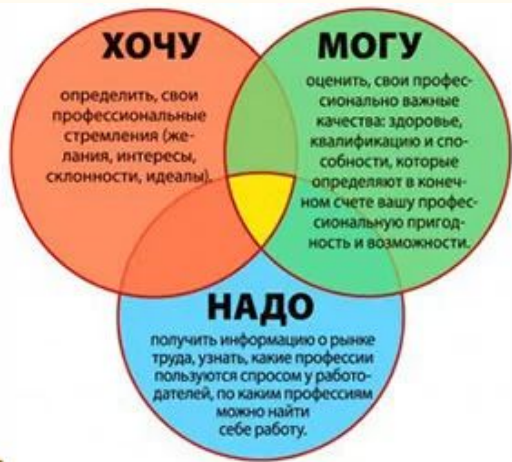 ХОЧУ
определить, свои
профессиональные
стремления (же-
лания, интересы,
склонности, идеалы).
МОГУ
оценить, свои профес-
сионально важные
качества: здоровье,
квалификацию и спо-
собности, которые
определяют в конеч-
ном счете вашу профес-
сиональную пригод-
ность и возможности.
НАДО
получить информацию о рынке
труда, узнать, какие профессии
пользуются спросом у работо-
дателей, по каким профессиям
можно найти
себе работу.